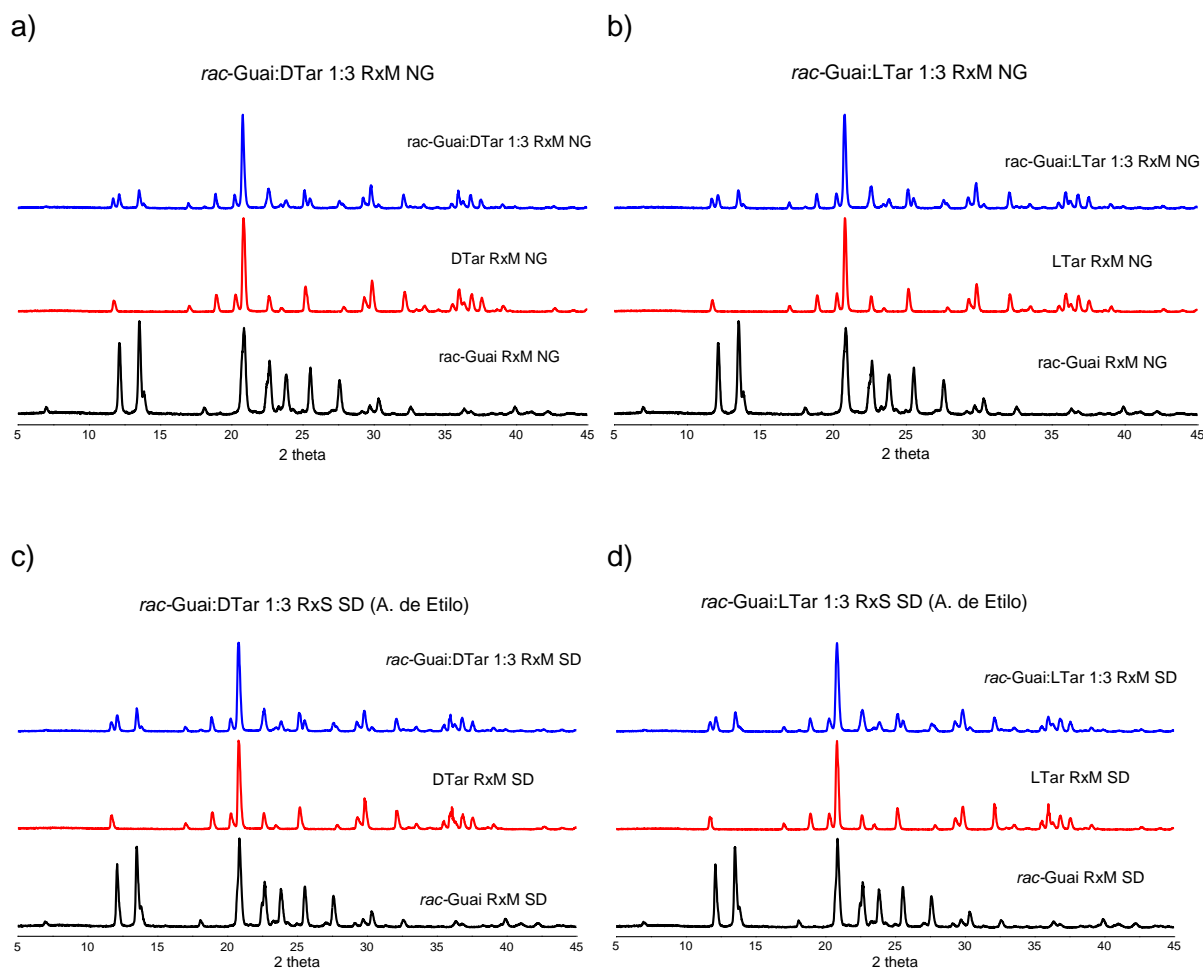 a)
rac-Guai:DTar 1:3 RxM NG
rac-Guai:DTar 1:3 RxM NG
DTar RxM NG
rac-Guai RxM NG
5 10 15 20 25 30 35 40 45
2 theta
b)
rac-Guai:LTar 1:3 RxM NG
rac-Guai:LTar 1:3 RxM NG
LTar RxM NG
rac-Guai RxM NG
5 10 15 20 25 30 35 40 45
2 theta
c)
rac-Guai:DTar 1:3 RxS SD (A. de Etilo)
rac-Guai:DTar 1:3 RxM SD
DTar RxM SD
rac-Guai RxM SD
5 10 15 20 25 30 35 40 45
2 theta
d)
rac-Guai:LTar 1:3 RxS SD (A. de Etilo)
rac-Guai:LTar 1:3 RxM SD
LTar RxM SD
rac-Guai RxM SD
5 10 15 20 25 30 35 40 45
2 theta